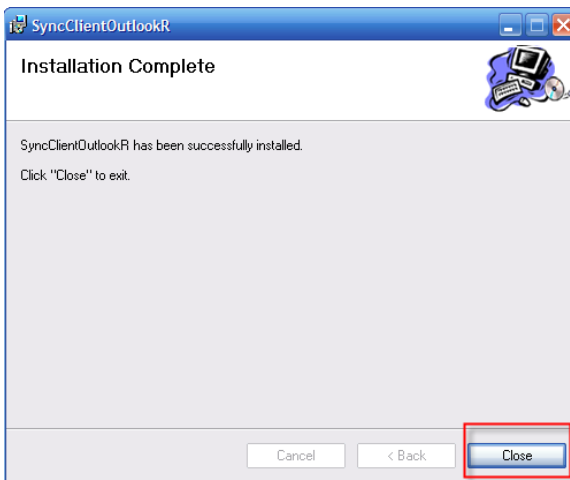 SyncClientOutlookR
Installation Complete
SyncClientOutlookR has been successfully installed.
Click "Close" to exit.
Cancel
< Back
Close